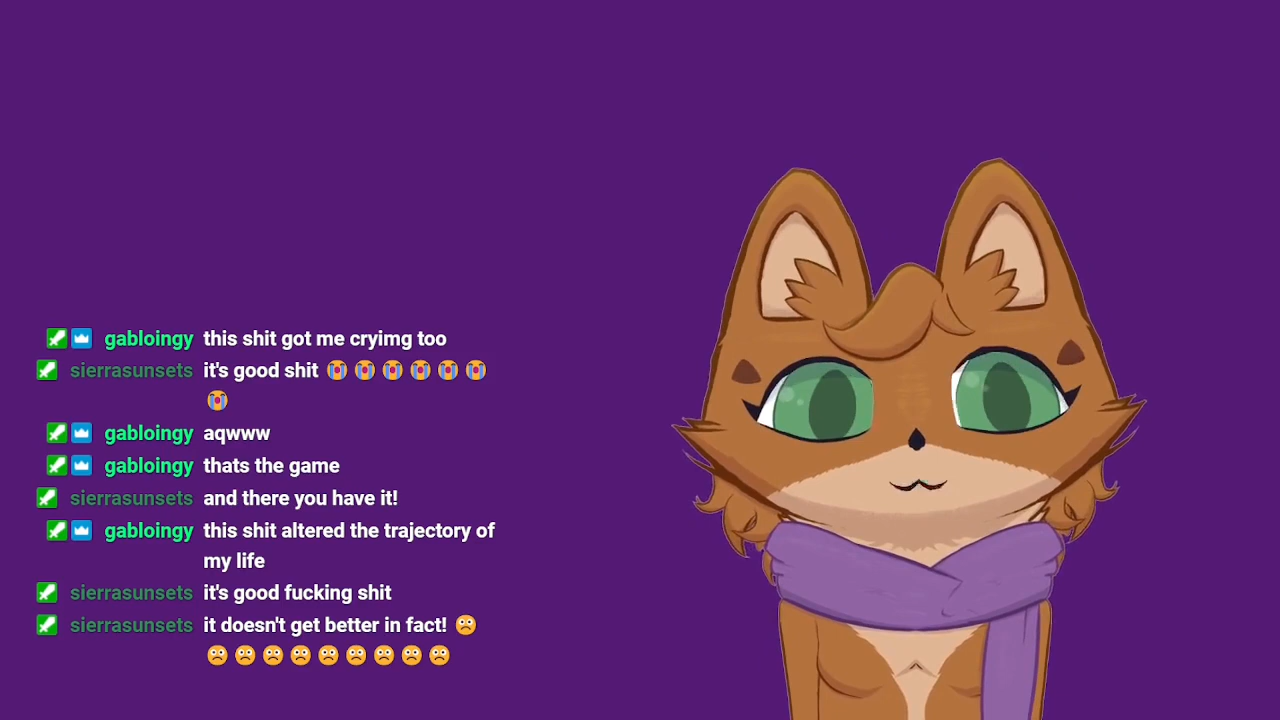 gabloingy this shit got me cryimg too
sierrasunsets it's good shit 😭😭😭😭😭😭
😭
gabloingy aqwww
gabloingy thats the game
sierrasunsets and there you have it!
gabloingy this shit altered the trajectory of
my life
sierrasunsets it's good fucking shit
sierrasunsets it doesn't get better in fact! 🙁
🙁🙁🙁🙁🙁🙁🙁🙁🙁